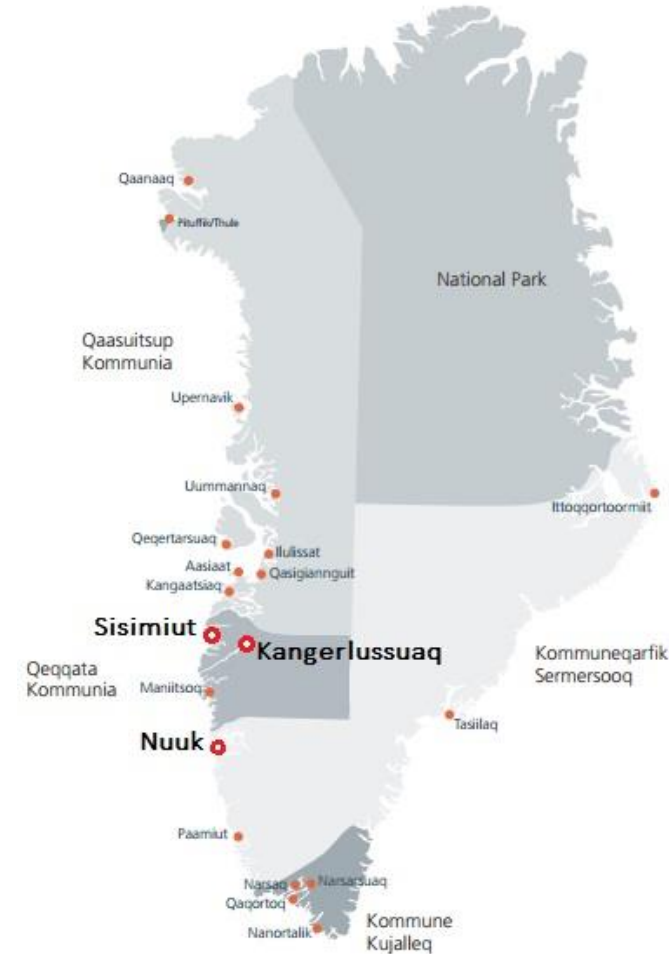 Qaanaaq
Pituffik/Thule
National Park
Qaasuitsup
Kommunia
Upernavik
Uummannaq
Ittoqqortoormiit
Qeqertarsuaq
Ilulissat
Aasiaat
Qasigiannguit
Kangaatsiaq
Sisimiut
Kangerlussuaq
Kommuneqarfik
Sermersooq
Qeqqata
Kommunia
Maniitsoq
Tasiilaq
Nuuk
Paamiut
Narsaq
Narsarsuaq
Qaqortoq
Kommune
Kujalleq
Nanortalik